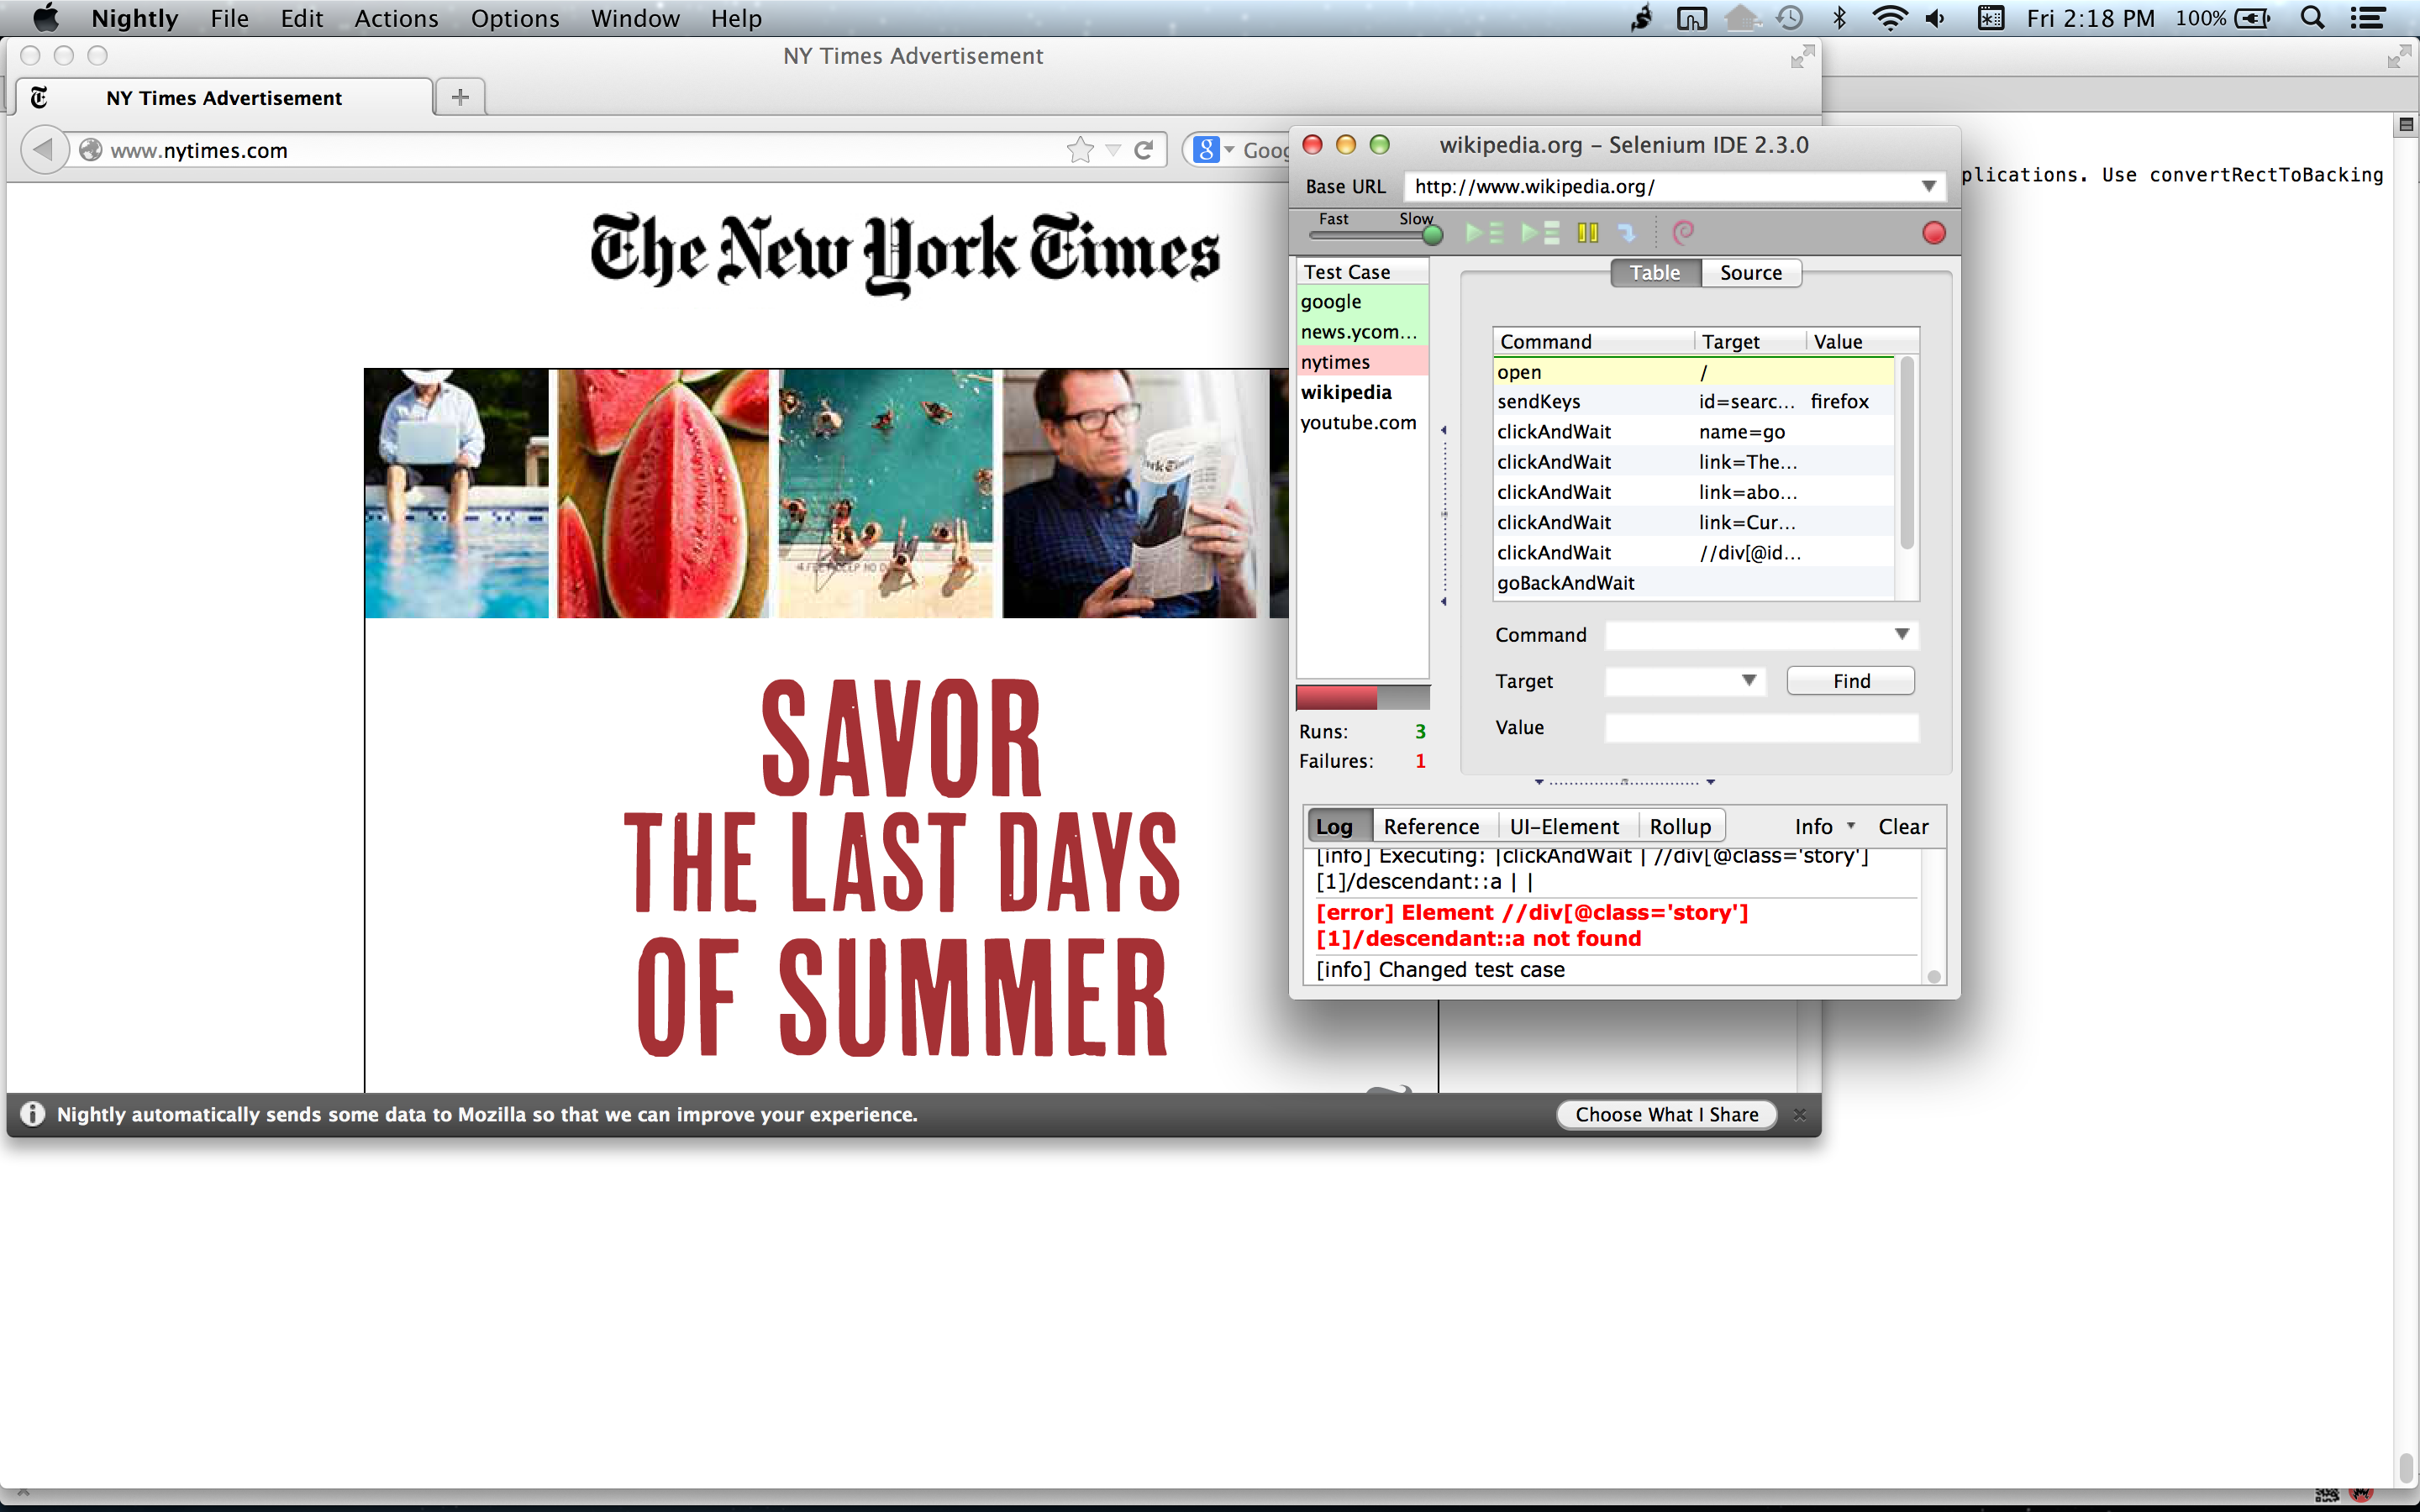 Nightly File Edit Actions Options Window Help Fri 2:18 PM 100%
NY Times Advertisement
NY Times Advertisement
www.nytimes.com
Goog
The New York Times
SAVOR
THE LAST DAYS
OF SUMMER
Nightly automatically sends some data to Mozilla so that we can improve your experience.
Choose What I Share
plications. Use convertRectToBacking
wikipedia.org – Selenium IDE 2.3.0
Base URL http://www.wikipedia.org/
Fast Slow
Test Case
google
news.ycom...
nytimes
wikipedia
youtube.com
Runs: 3
Failures: 1
Table Source
Command Target Value
open /
sendKeys id=searc... firefox
clickAndWait name=go
clickAndWait link=The...
clickAndWait link=abo...
clickAndWait link=Cur...
clickAndWait //div[@id...
goBackAndWait
Command
Target Find
Value
Log Reference UI-Element Rollup Info Clear
[info] Executing: |clickAndWait | //div[@class='story']
[1]/descendant::a | |
[error] Element //div[@class='story']
[1]/descendant::a not found
[info] Changed test case